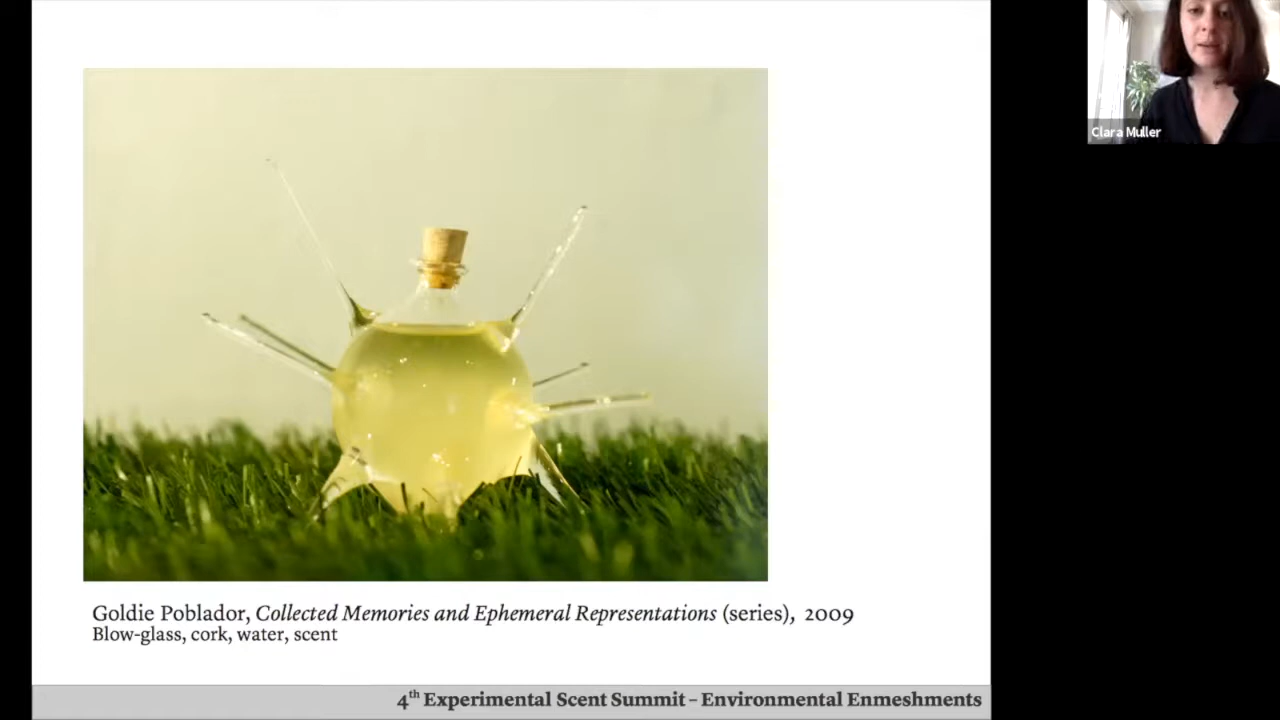 Clara Muller
Goldie Poblador, Collected Memories and Ephemeral Representations (series), 2009
Blow-glass, cork, water, scent
4th Experimental Scent Summit – Environmental Enmeshments